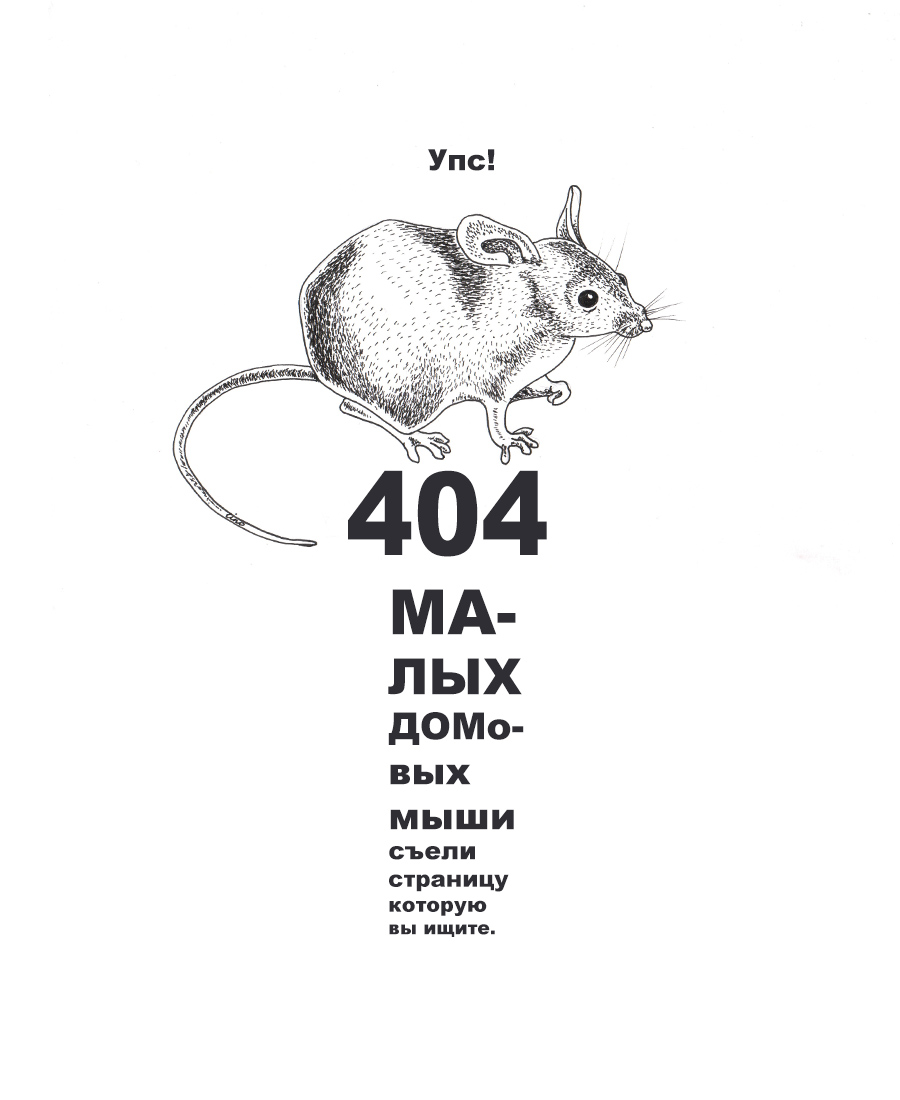 Упс!
404
МА-
ЛЫХ
ДОМо-
вых
мыши
съели
страницу
которую
вы ищите.